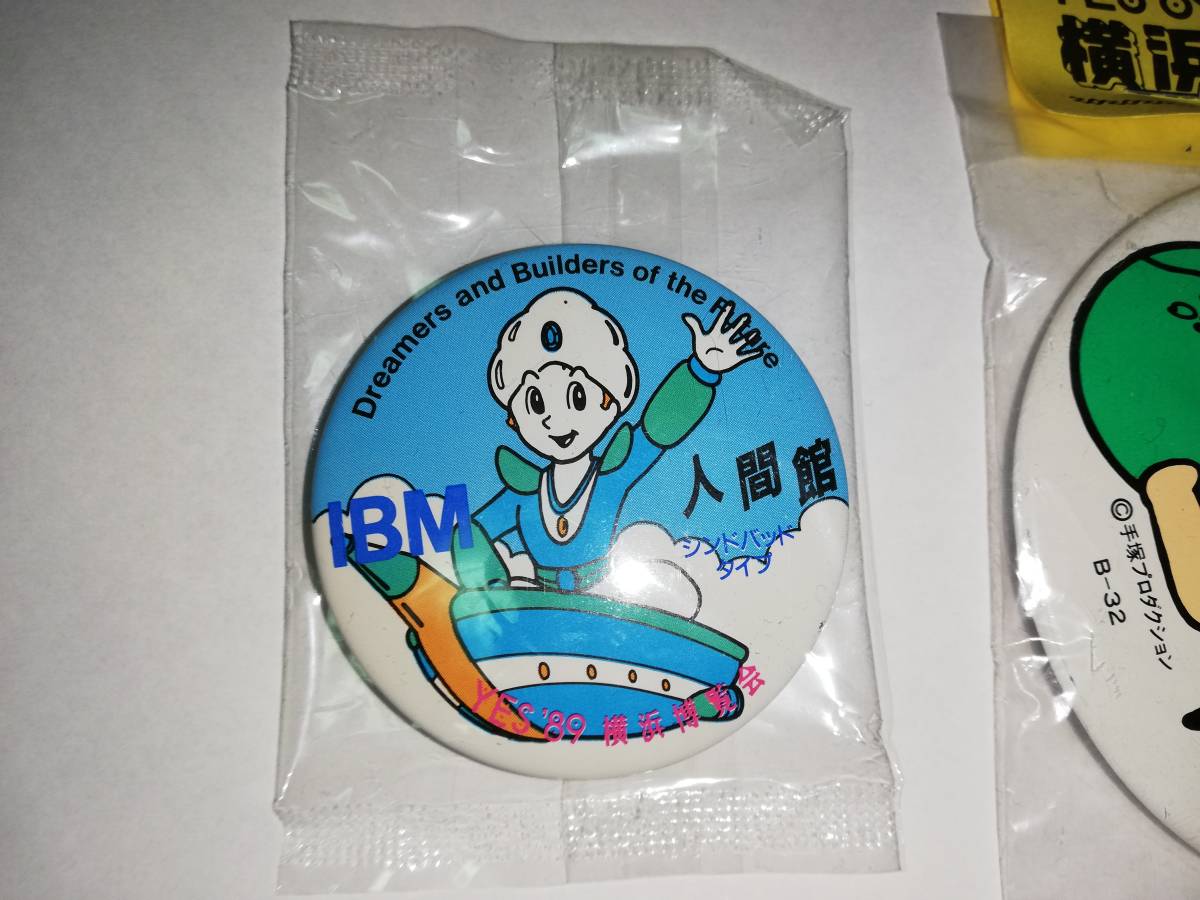 Dreamers and Builders of the Future
IBM
人間館
シンドバッド
タイプ
YES '89 横浜博覧会
横浜
©手塚プロダクション
B-32